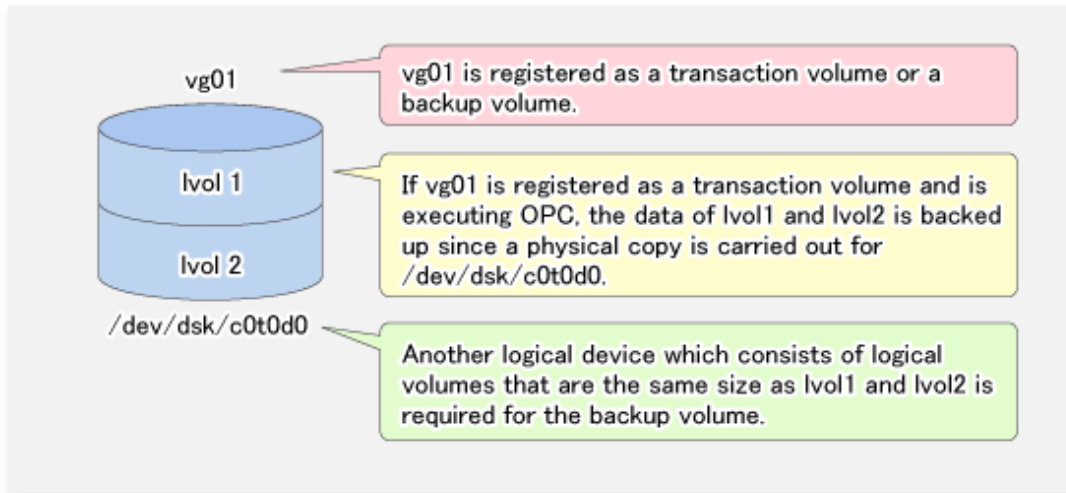 vg01
vg01 is registered as a transaction volume or a
backup volume.
lvol 1
lvol 2
If vg01 is registered as a transaction volume and is
executing OPC, the data of lvol1 and lvol2 is backed
up since a physical copy is carried out for
/dev/dsk/c0t0d0.
/dev/dsk/c0t0d0
Another logical device which consists of logical
volumes that are the same size as lvol1 and lvol2 is
required for the backup volume.